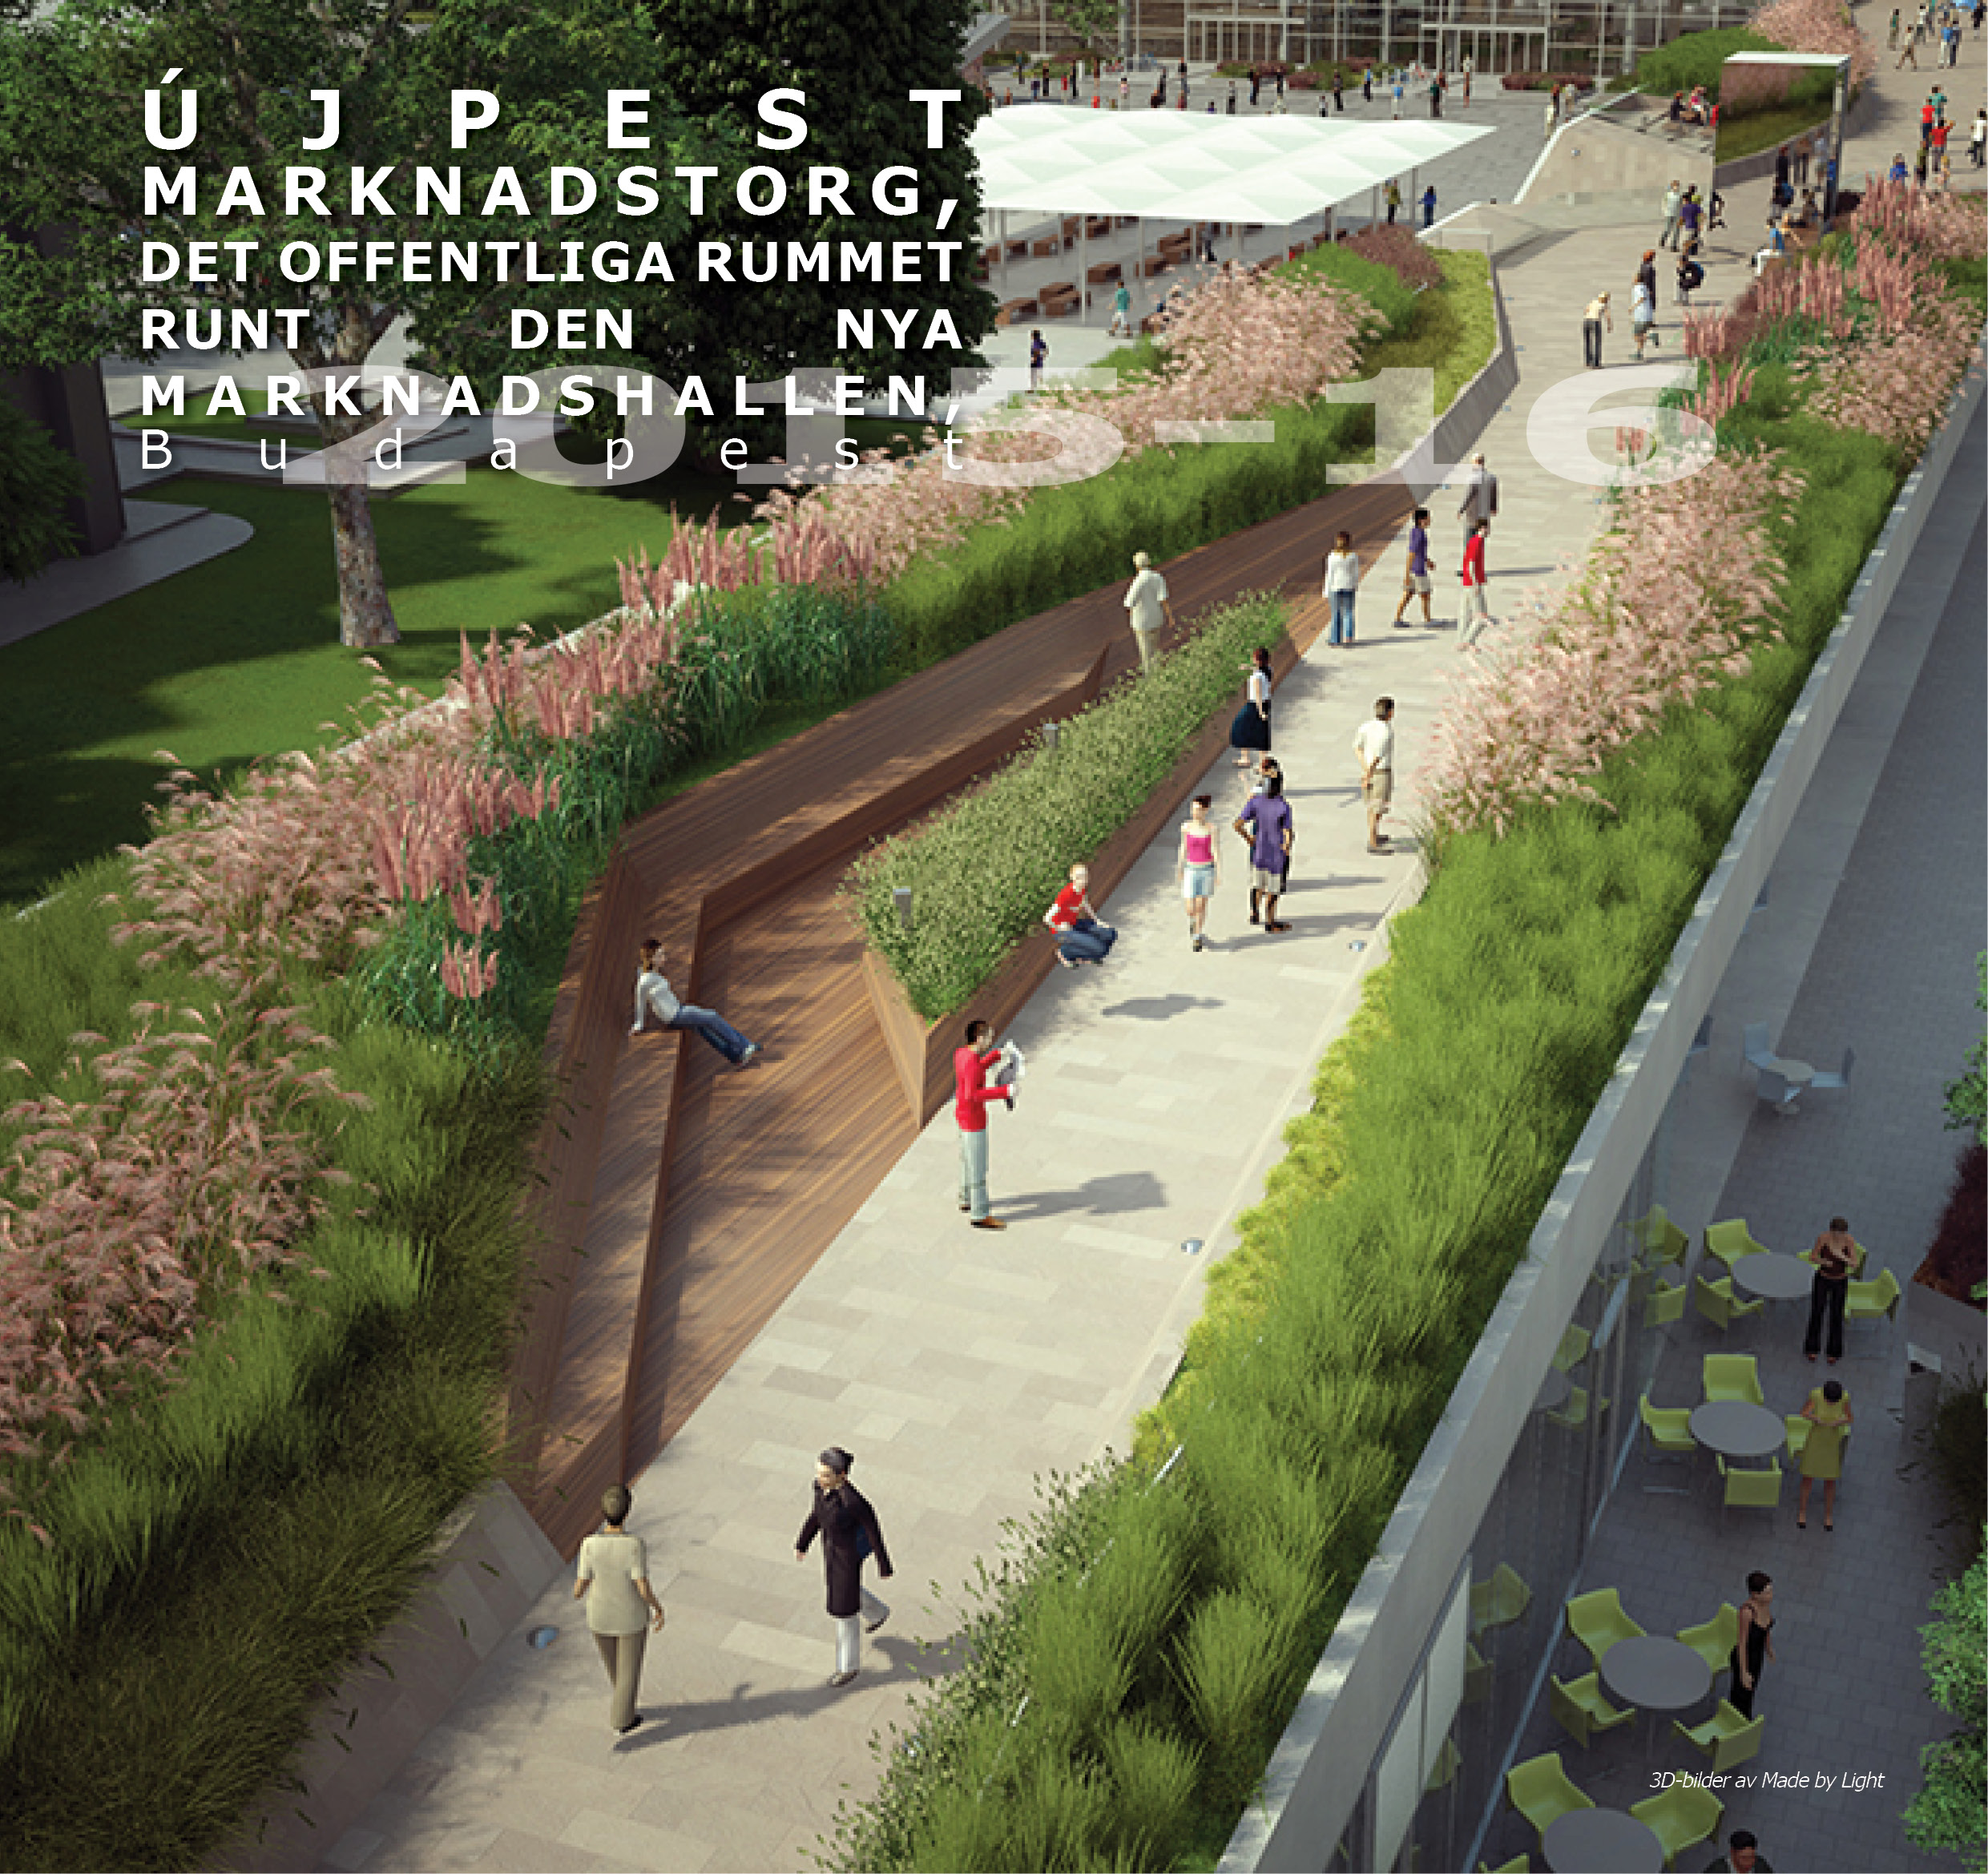 ÚJPEST
MARKNADSTORG,
DET OFFENTLIGA RUMMET
RUNT DEN NYA
MARKNADSHALLEN,
Budapest
2015-16
3D-bilder av Made by Light